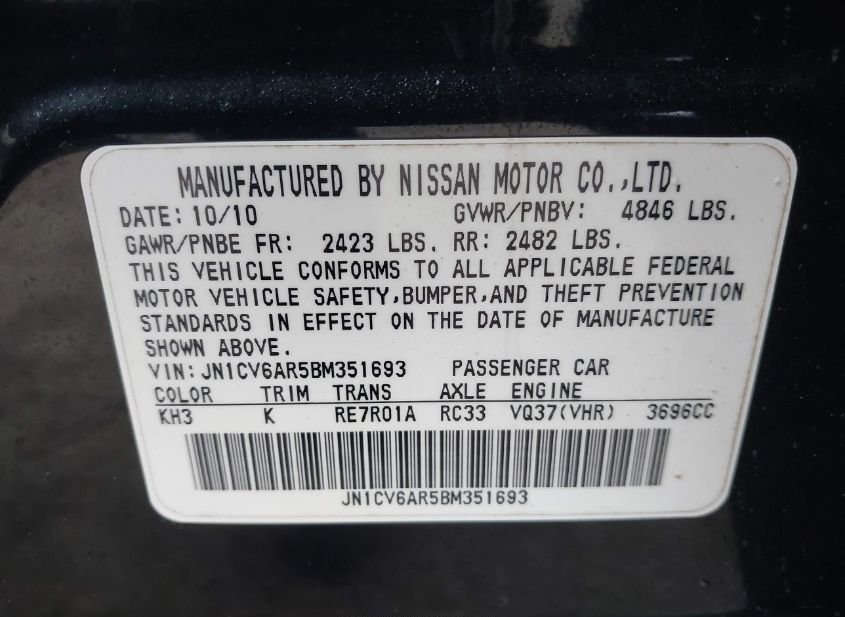 MANUFACTURED BY NISSAN MOTOR CO.,LTD.
DATE: 10/10 GVWR/PNBV: 4846 LBS.
GAWR/PNBE FR: 2423 LBS. RR: 2482 LBS.
THIS VEHICLE CONFORMS TO ALL APPLICABLE FEDERAL
MOTOR VEHICLE SAFETY,BUMPER,AND THEFT PREVENTION
STANDARDS IN EFFECT ON THE DATE OF MANUFACTURE
SHOWN ABOVE.
VIN: JN1CV6AR5BM351693 PASSENGER CAR
COLOR TRIM TRANS AXLE ENGINE
KH3 K RE7R01A RC33 VQ37(VHR) 3696CC
JN1CV6AR5BM351693